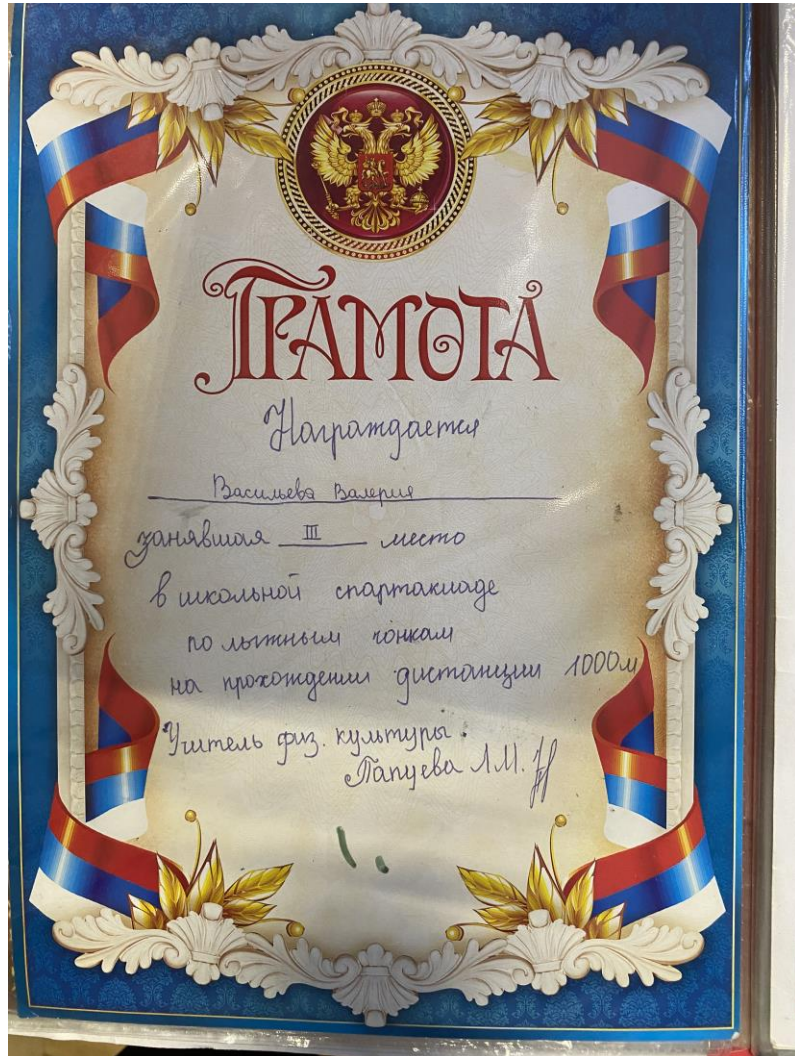 ГРАМОТА
Награждается
Васильева Валерия
занявшая III место
в школьной спартакиаде
по лыжным гонкам
на прохождении дистанции 1000м
Учитель физ. культуры
Папуева Л.М.